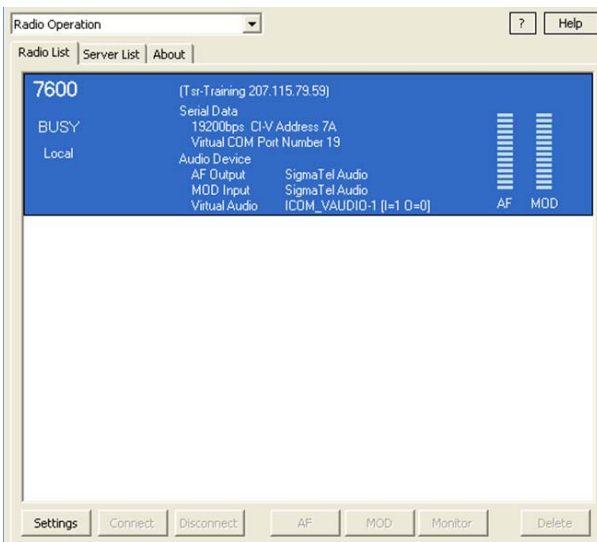 Radio Operation
? Help
Radio List Server List About
7600 (Tsr-Training 207.115.79.59)
Serial Data
BUSY 19200bps CI-V Address 7A
Virtual COM Port Number 19
Local Audio Device
AF Output SigmaTel Audio
MOD Input SigmaTel Audio
Virtual Audio ICOM_VAUDIO-1 [I=1 O=0] AF MOD
Settings Connect Disconnect AF MOD Monitor Delete